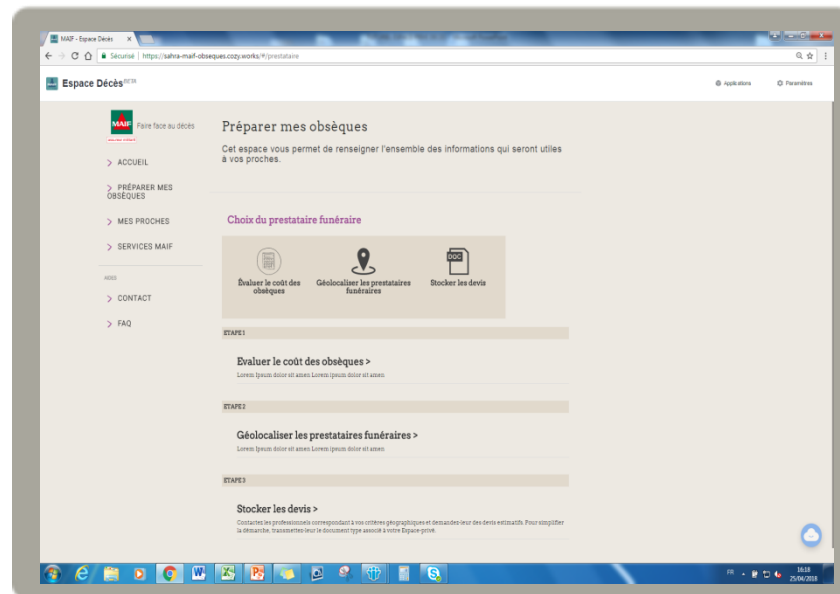 MAIF - Espace Décès
Sécurisé | https://sahra-maif-obseques.cozy.works/#/prestataire
Espace Décès BETA
Applications
Paramètres
MAIF
Faire face au décès
Préparer mes obsèques
Cet espace vous permet de renseigner l'ensemble des informations qui seront utiles
à vos proches.
> ACCUEIL
> PRÉPARER MES
OBSÈQUES
> MES PROCHES
> SERVICES MAIF
> CONTACT
> FAQ
Choix du prestataire funéraire
DOC
Évaluer le coût des
obsèques
Géolocaliser les prestataires
funéraires
Stocker les devis
ETAPE 1
Evaluer le coût des obsèques >
Lorem Ipsum dolor sit amen Lorem ipsum dolor sit amen
ETAPE 2
Géolocaliser les prestataires funéraires >
Lorem Ipsum dolor sit amen Lorem ipsum dolor sit amen
ETAPE 3
Stocker les devis >
Contactez les professionnels correspondant à vos critères géographiques et demandez-leur des devis estimatifs. Pour simplifier
la démarche, transmettez-leur le document type associé à votre Espace-privé.
FR
16:18
25/04/2018